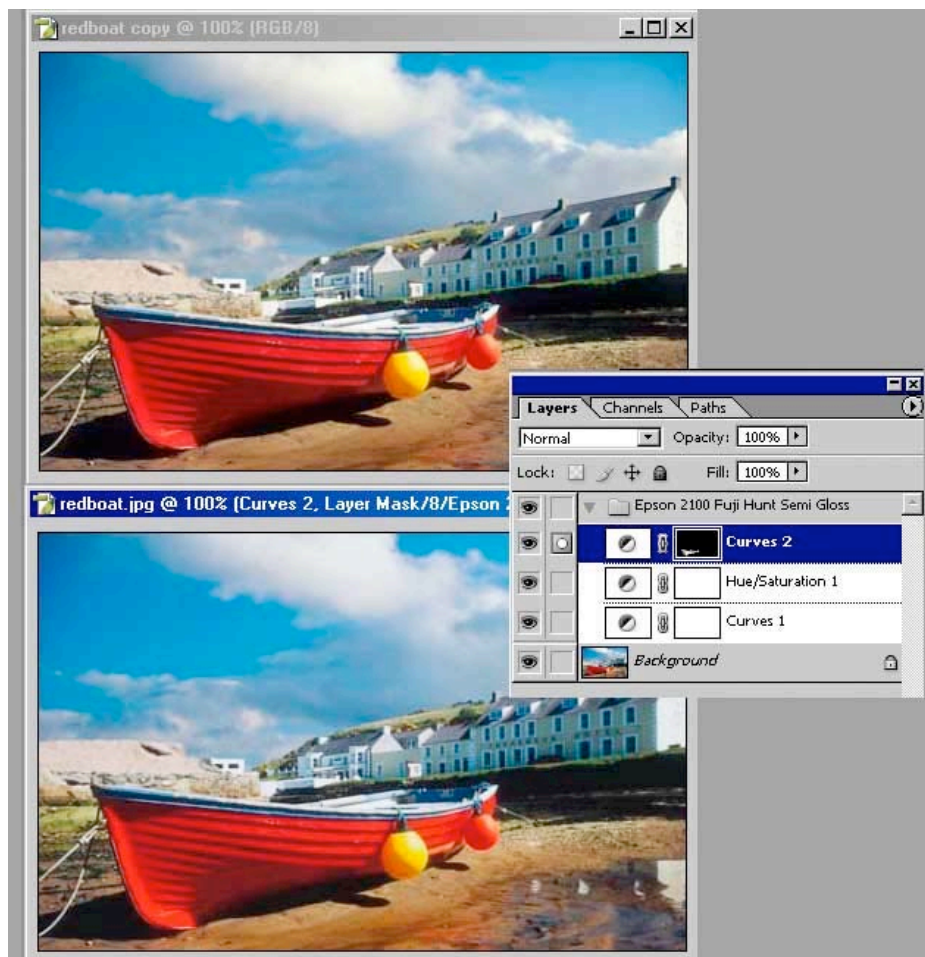 redboat copy @ 100% (RGB/8)
Layers Channels Paths
Normal Opacity: 100%
Lock: Fill: 100%
redboat.jpg @ 100% (Curves 2, Layer Mask/8/Epson 2
Epson 2100 Fuji Hunt Semi Gloss
Curves 2
Hue/Saturation 1
Curves 1
Background